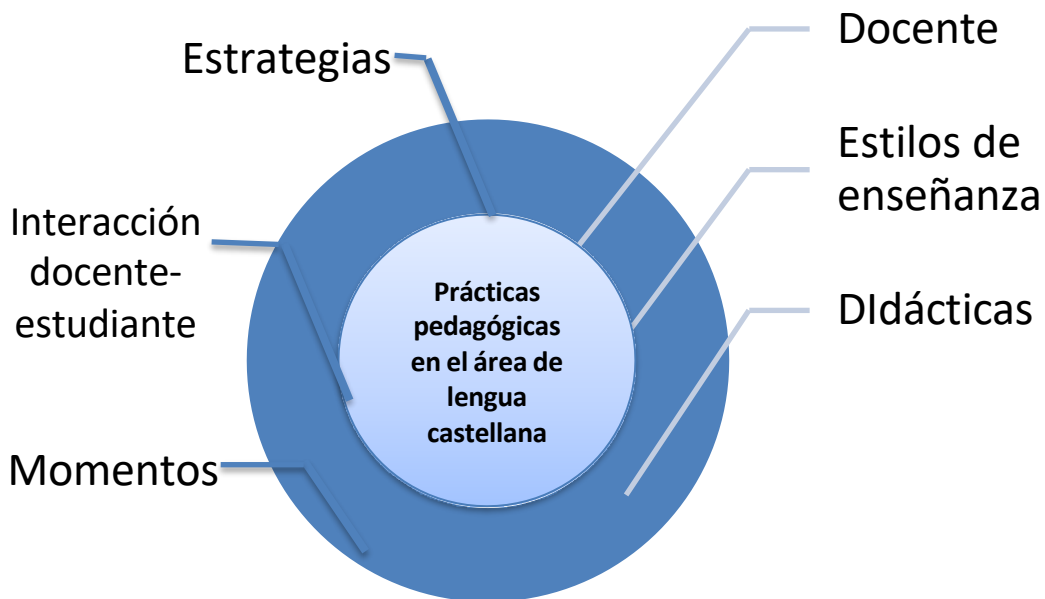 Estrategias
Interacción
docente-
estudiante
Momentos
Prácticas
pedagógicas
en el área de
lengua
castellana
Docente
Estilos de
enseñanza
DIdácticas